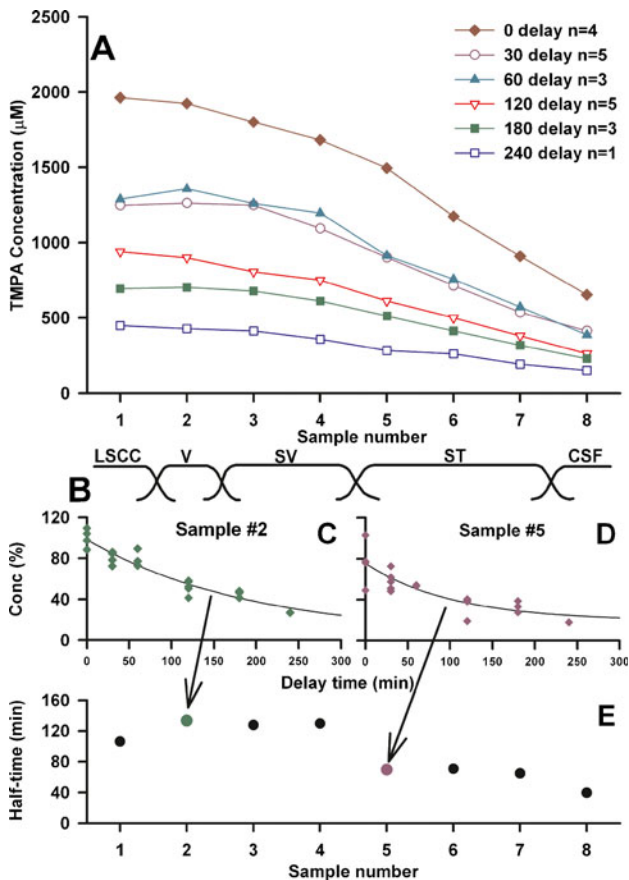 2500
A
0 delay n=4
30 delay n=5
60 delay n=3
120 delay n=5
180 delay n=3
240 delay n=1
2000
1500
1000
500
0
TMPA Concentration (μM)
1 2 3 4 5 6 7 8
Sample number
LSCC V SV ST CSF
B
120
80
40
0
Conc (%)
Sample #2
C
Sample #5
D
0 50 100 150 200 250 300
0 50 100 150 200 250 300
Delay time (min)
160
120
80
40
0
Half-time (min)
E
1 2 3 4 5 6 7 8
Sample number